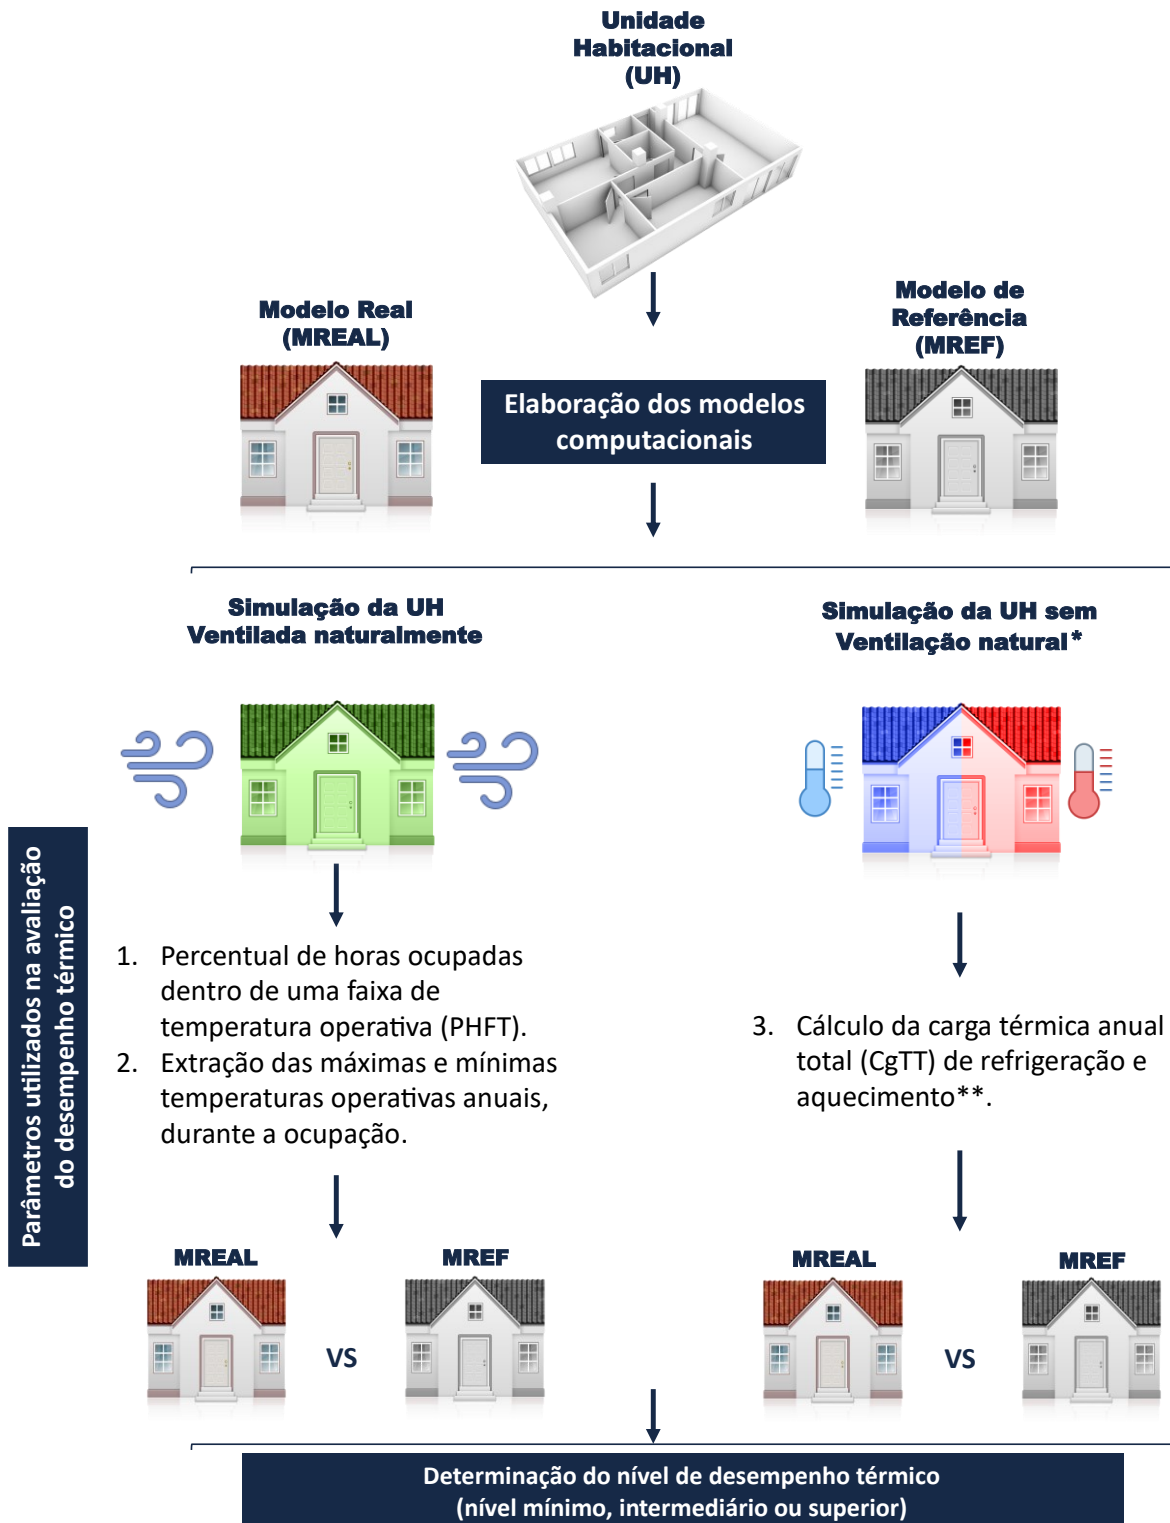 Unidade
Habitacional
(UH)
Modelo Real
(MREAL)
Modelo de
Referência
(MREF)
Elaboração dos modelos
computacionais
Simulação da UH
Ventilada naturalmente
Simulação da UH sem
Ventilação natural*
Parâmetros utilizados na avaliação
do desempenho térmico
1. Percentual de horas ocupadas
dentro de uma faixa de
temperatura operativa (PHFT).
2. Extração das máximas e mínimas
temperaturas operativas anuais,
durante a ocupação.
3. Cálculo da carga térmica anual
total (CgTT) de refrigeração e
aquecimento**.
MREAL
VS
MREF
MREAL
VS
MREF
Determinação do nível de desempenho térmico
(nível mínimo, intermediário ou superior)